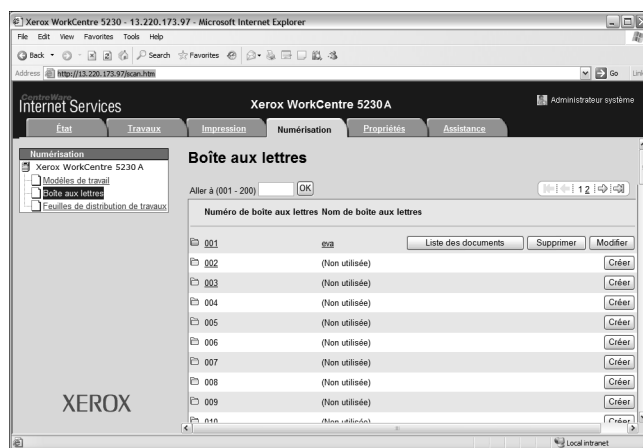 Xerox WorkCentre 5230 - 13.220.173.97 - Microsoft Internet Explorer
File Edit View Favorites Tools Help
Back Search Favorites
Address http://13.220.173.97/scan.htm Go
CentreWare
Internet Services
Xerox WorkCentre 5230 A
Administrateur système
État Travaux Impression Numérisation Propriétés Assistance
Numérisation
Xerox WorkCentre 5230 A
Modèles de travail
Boîte aux lettres
Feuilles de distribution de travaux
XEROX
Boîte aux lettres
Aller à (001 - 200) OK
1 2
Numéro de boîte aux lettres Nom de boîte aux lettres
001 eva Liste des documents Supprimer Modifier
002 (Non utilisée) Créer
003 (Non utilisée) Créer
004 (Non utilisée) Créer
005 (Non utilisée) Créer
006 (Non utilisée) Créer
007 (Non utilisée) Créer
008 (Non utilisée) Créer
009 (Non utilisée) Créer
010 (Non utilisée) Créer
Local intranet